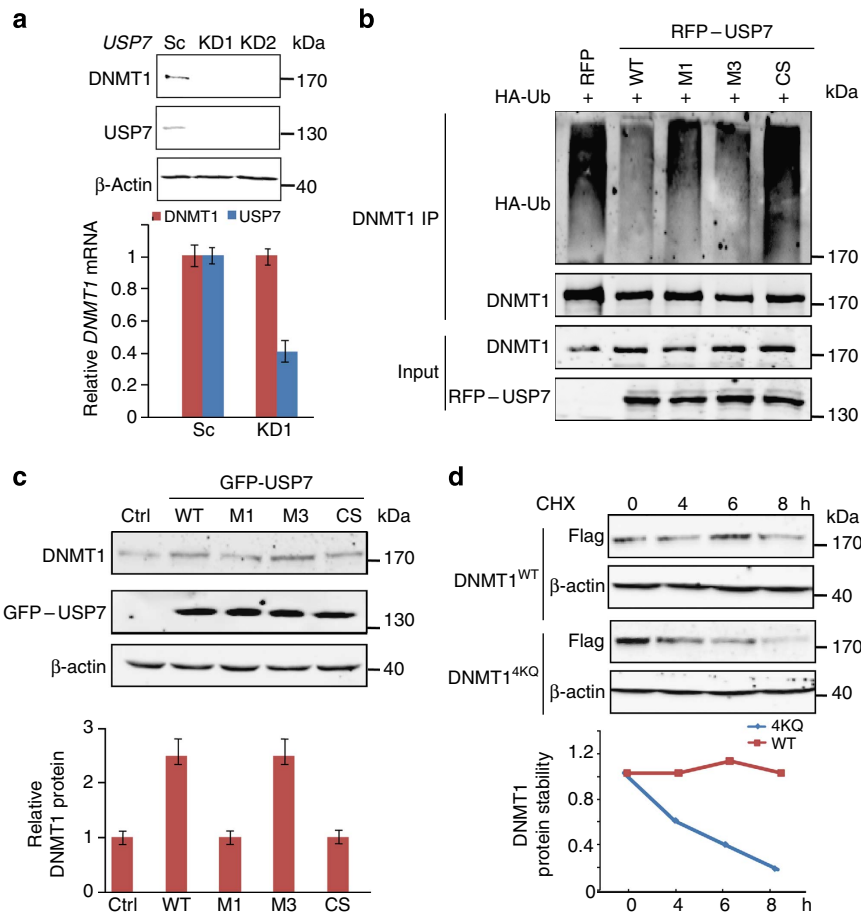 a
USP7 Sc KD1 KD2 kDa
DNMT1 170
USP7 130
β-Actin 40
DNMT1 USP7
Relative DNMT1 mRNA
1
0.8
0.6
0.4
0.2
0
Sc KD1
b
RFP–USP7
RFP WT M1 M3 CS
HA-Ub + + + + + kDa
DNMT1 IP
HA-Ub
170
DNMT1 170
Input
DNMT1 170
RFP–USP7 130
c
GFP-USP7
Ctrl WT M1 M3 CS kDa
DNMT1 170
GFP–USP7 130
β-actin 40
Relative
DNMT1 protein
3
2
1
0
Ctrl WT M1 M3 CS
d
CHX 0 4 6 8 h
kDa
DNMT1WT
Flag 170
β-actin 40
DNMT14KQ
Flag 170
β-actin 40
4KQ
WT
DNMT1
protein stability
1.2
0.8
0.4
0
0 4 6 8 h